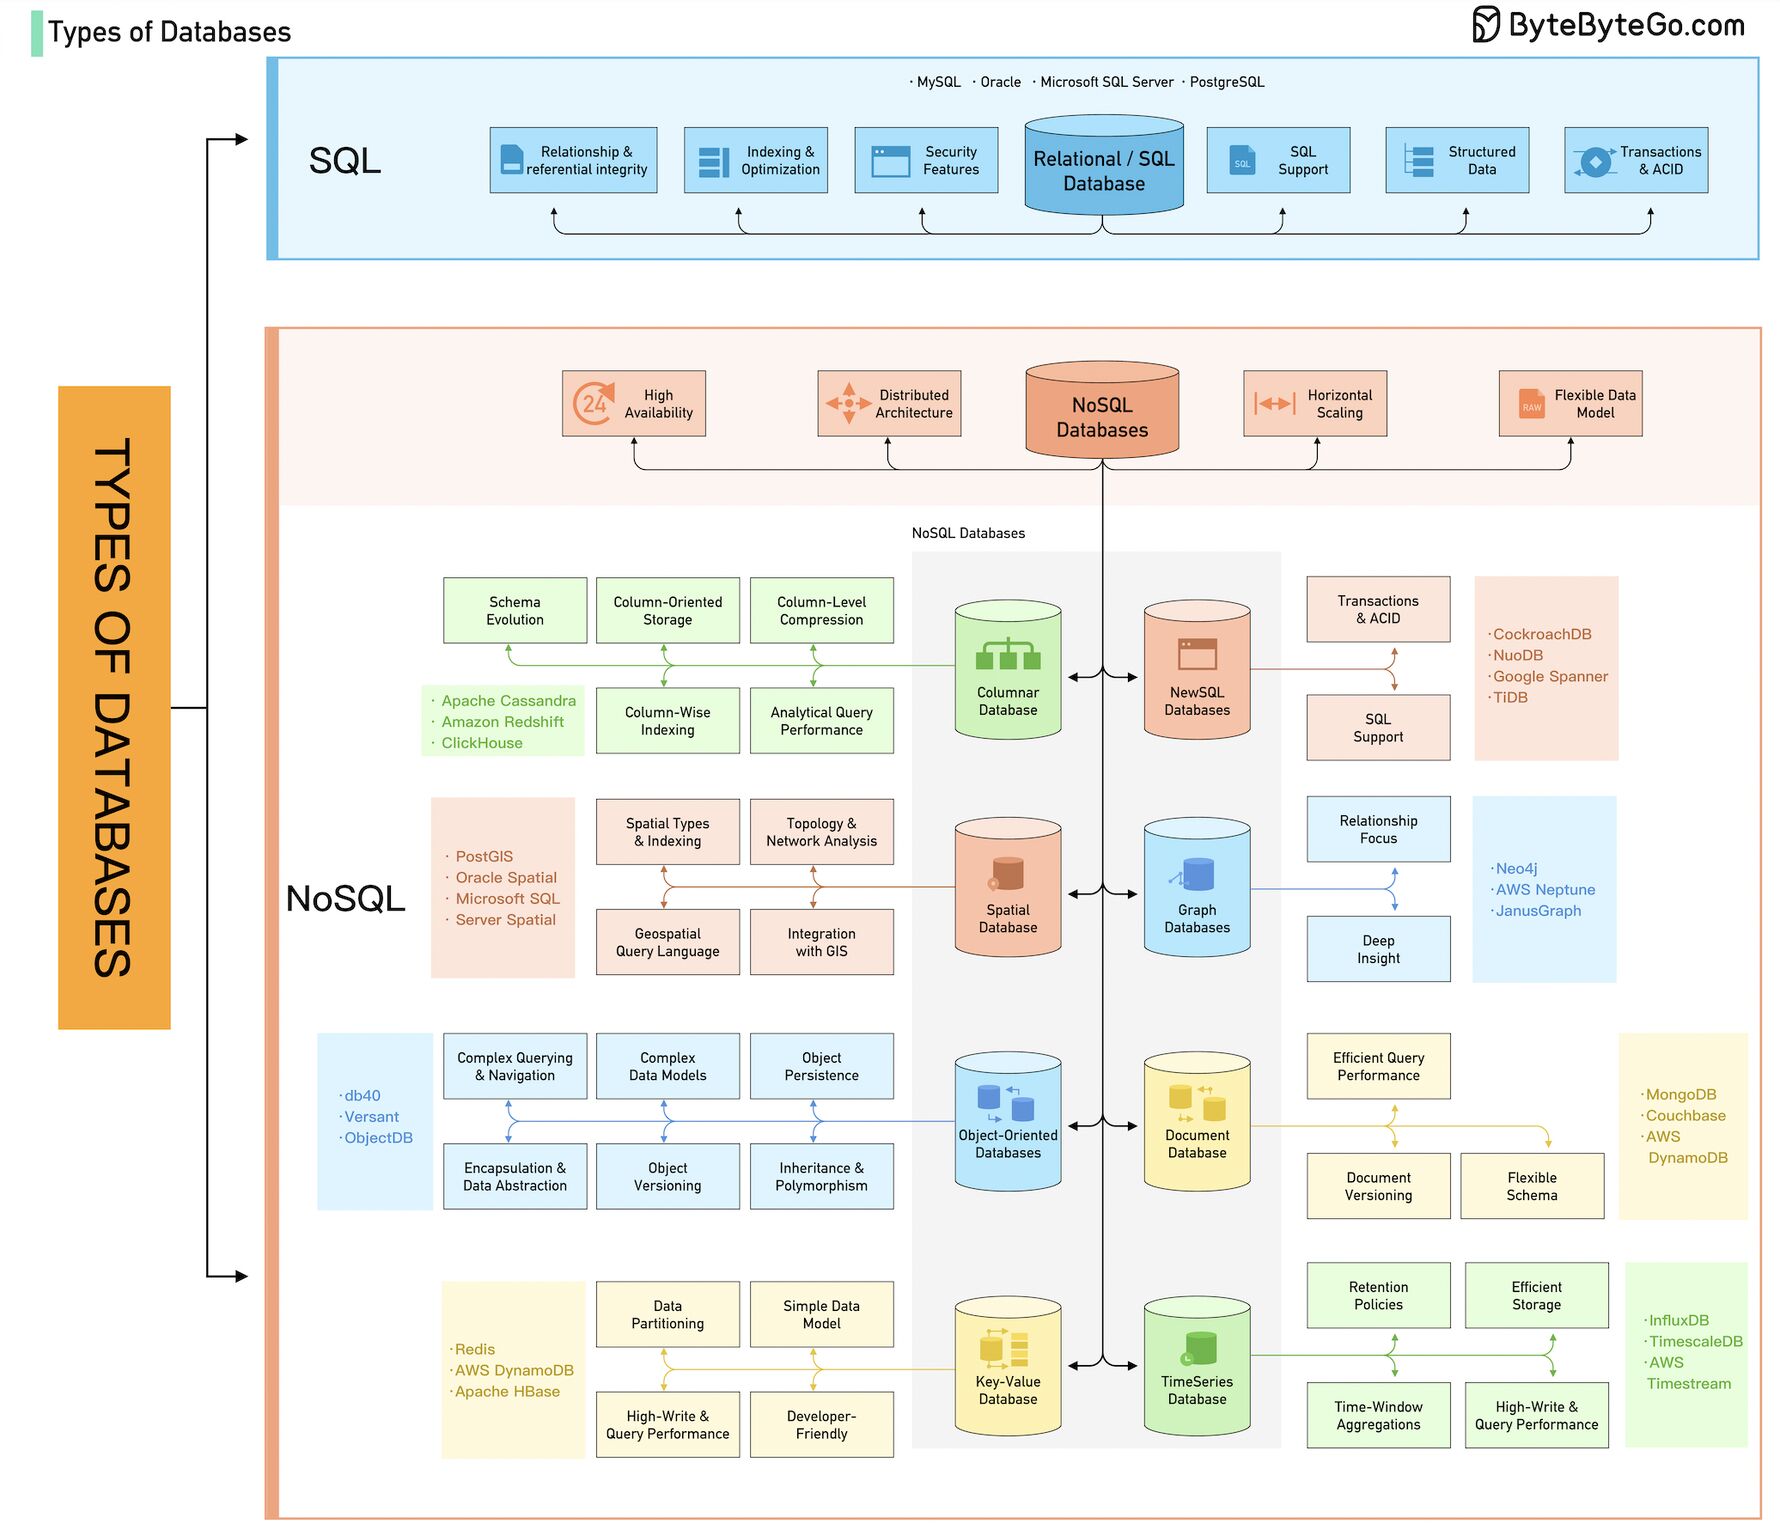 Types of Databases
ByteByteGo.com
· MySQL · Oracle · Microsoft SQL Server · PostgreSQL
SQL
Relationship &
referential integrity
Indexing &
Optimization
Security
Features
Relational / SQL
Database
SQL
SQL
Support
Structured
Data
Transactions
& ACID
TYPES OF DATABASES
NoSQL
24
High
Availability
Distributed
Architecture
NoSQL
Databases
Horizontal
Scaling
RAW
Flexible Data
Model
NoSQL Databases
Schema
Evolution
Column-Oriented
Storage
Column-Level
Compression
· Apache Cassandra
· Amazon Redshift
· ClickHouse
Column-Wise
Indexing
Analytical Query
Performance
Columnar
Database
NewSQL
Databases
Transactions
& ACID
SQL
Support
·CockroachDB
·NuoDB
·Google Spanner
·TiDB
· PostGIS
· Oracle Spatial
· Microsoft SQL
· Server Spatial
Spatial Types
& Indexing
Topology &
Network Analysis
Geospatial
Query Language
Integration
with GIS
Spatial
Database
Graph
Databases
Relationship
Focus
Deep
Insight
·Neo4j
·AWS Neptune
·JanusGraph
·db40
·Versant
·ObjectDB
Complex Querying
& Navigation
Complex
Data Models
Object
Persistence
Encapsulation &
Data Abstraction
Object
Versioning
Inheritance &
Polymorphism
Object-Oriented
Databases
Document
Database
Efficient Query
Performance
Document
Versioning
Flexible
Schema
·MongoDB
·Couchbase
·AWS
DynamoDB
·Redis
·AWS DynamoDB
·Apache HBase
Data
Partitioning
Simple Data
Model
High-Write &
Query Performance
Developer-
Friendly
Key-Value
Database
TimeSeries
Database
Retention
Policies
Efficient
Storage
Time-Window
Aggregations
High-Write &
Query Performance
·InfluxDB
·TimescaleDB
·AWS
Timestream